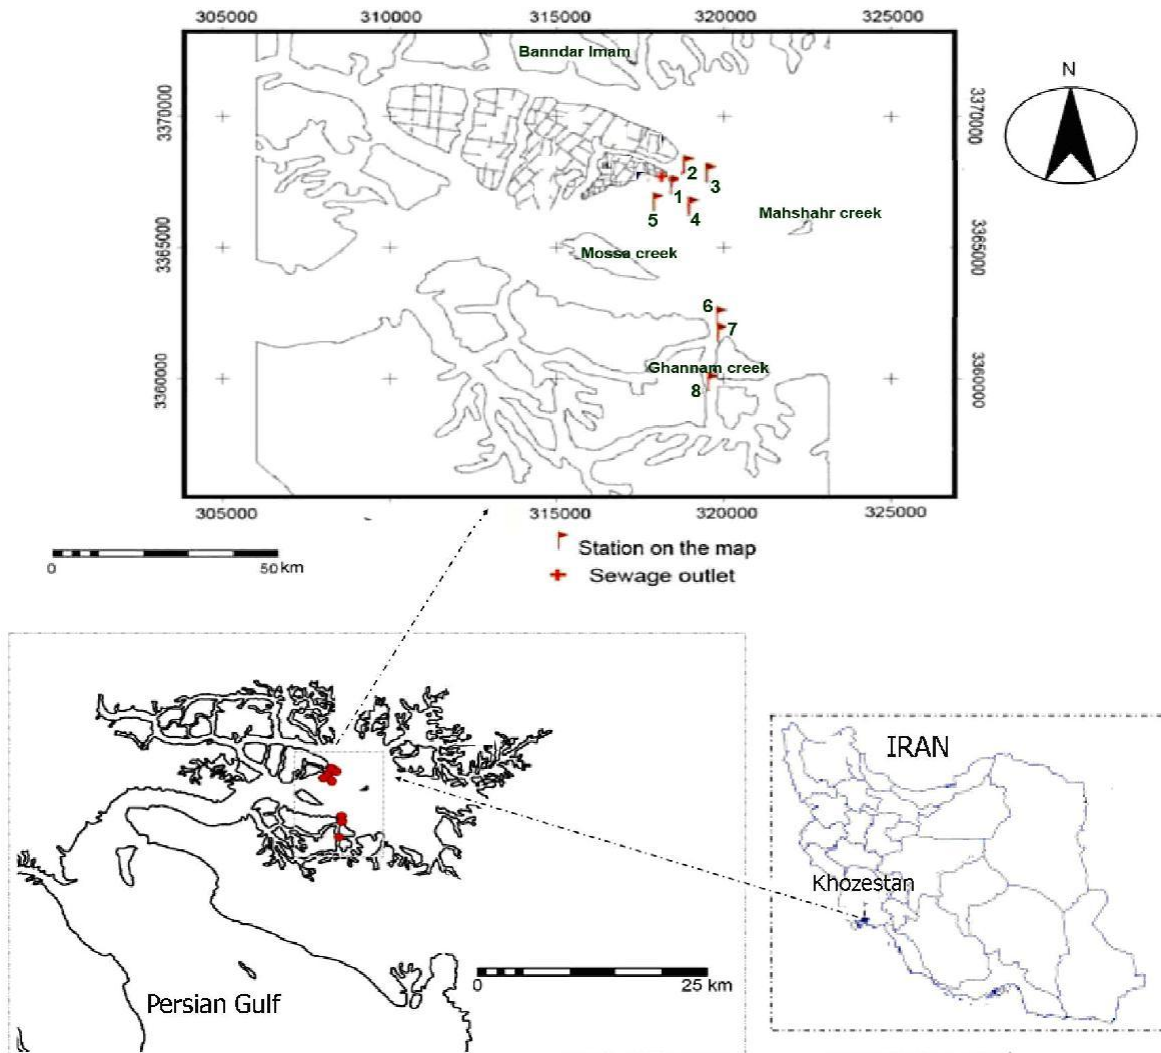 305000 310000 315000 320000 325000
Banndar Imam
N
3370000
3370000
2
3
1
5
4
Mahshahr creek
3365000
Mossa creek
3365000
6
7
Ghannam creek
3360000
8
3360000
305000 315000 320000 325000
Station on the map
0 50 km
Sewage outlet
IRAN
Khozestan
0 25 km
Persian Gulf